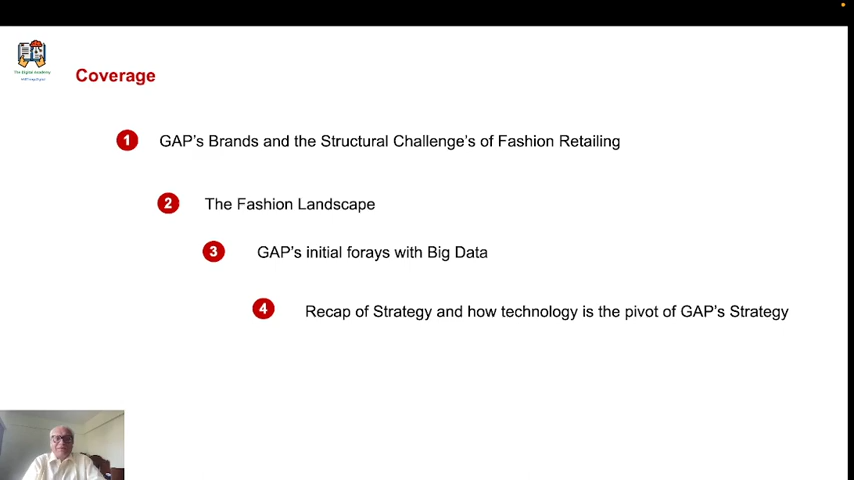 The Digital Academy
Coverage
1 GAP's Brands and the Structural Challenge's of Fashion Retailing
2 The Fashion Landscape
3 GAP's initial forays with Big Data
4 Recap of Strategy and how technology is the pivot of GAP's Strategy